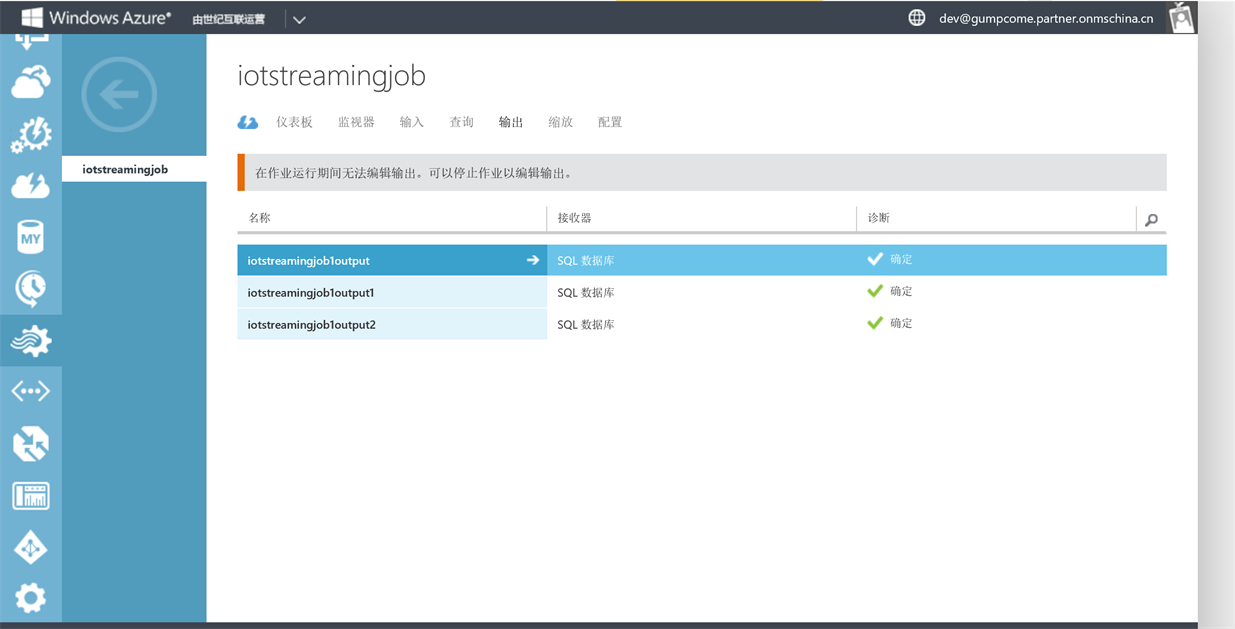 Windows Azure® 由世纪互联运营 dev@gumpcome.partner.onmschina.cn
iotstreamingjob
仪表板 监视器 输入 查询 输出 缩放 配置
iotstreamingjob
在作业运行期间无法编辑输出。可以停止作业以编辑输出。
名称 接收器 诊断
iotstreamingjob1output SQL 数据库 确定
iotstreamingjob1output1 SQL 数据库 确定
iotstreamingjob1output2 SQL 数据库 确定
MY